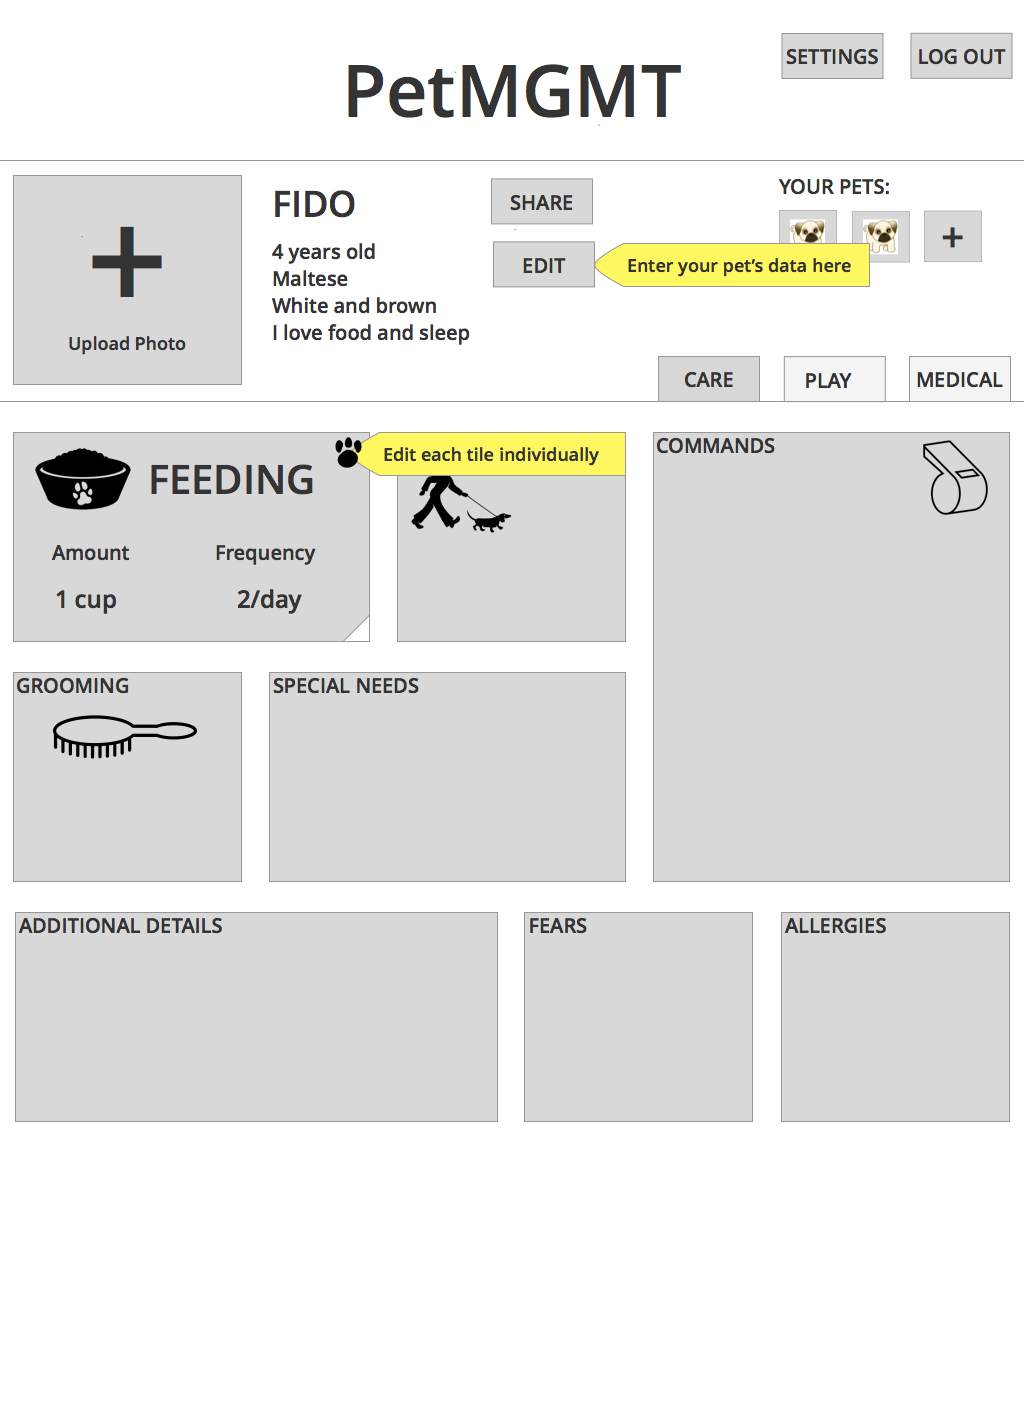 PetMGMT
SETTINGS
LOG OUT
Upload Photo
FIDO
4 years old
Maltese
White and brown
I love food and sleep
SHARE
EDIT
Enter your pet’s data here
YOUR PETS:
CARE
PLAY
MEDICAL
FEEDING
Amount
Frequency
1 cup
2/day
Edit each tile individually
COMMANDS
GROOMING
SPECIAL NEEDS
ADDITIONAL DETAILS
FEARS
ALLERGIES